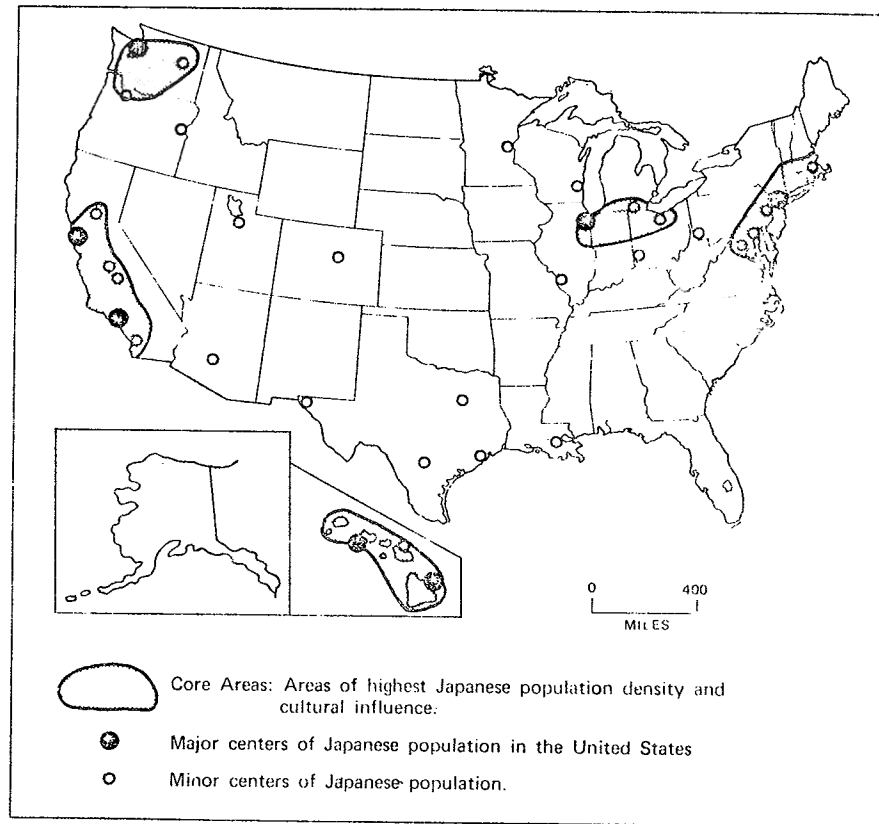 0 400
MILES
Core Areas: Areas of highest Japanese population density and
cultural influence.
Major centers of Japanese population in the United States
Minor centers of Japanese population.